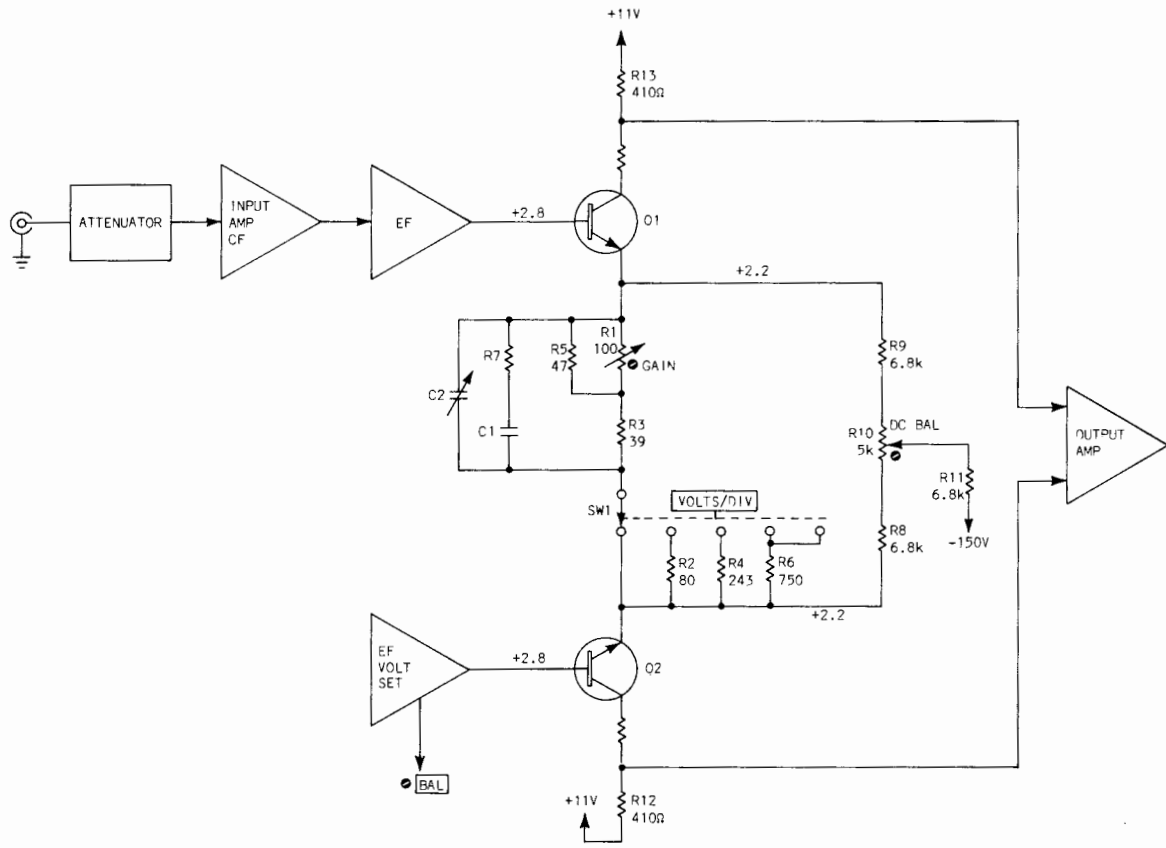 +11V
R13
410Ω
ATTENUATOR
INPUT
AMP
CF
EF
+2.8
Q1
+2.2
R1
100
GAIN
R5
47
R7
C2
C1
R3
39
R9
6.8k
DC BAL
R10
5k
R11
6.8k
-150V
OUTPUT
AMP
SW1
VOLTS/DIV
R2
80
R4
243
R6
750
R8
6.8k
+2.2
EF
VOLT
SET
+2.8
Q2
BAL
+11V
R12
410Ω